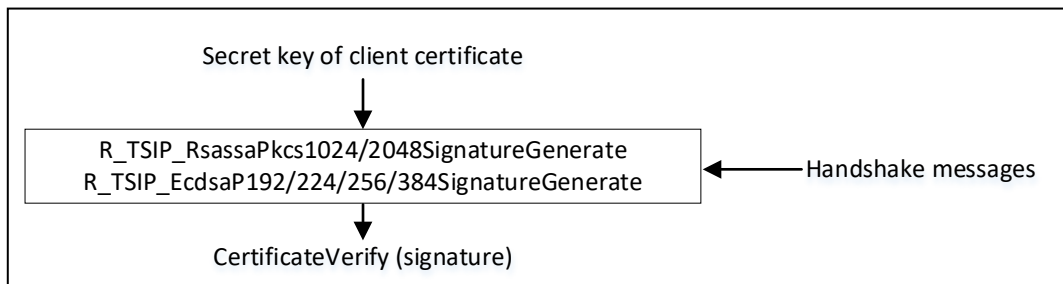 Secret key of client certificate
R_TSIP_RsassaPkcs1024/2048SignatureGenerate
R_TSIP_EcdsaP192/224/256/384SignatureGenerate
Handshake messages
CertificateVerify (signature)